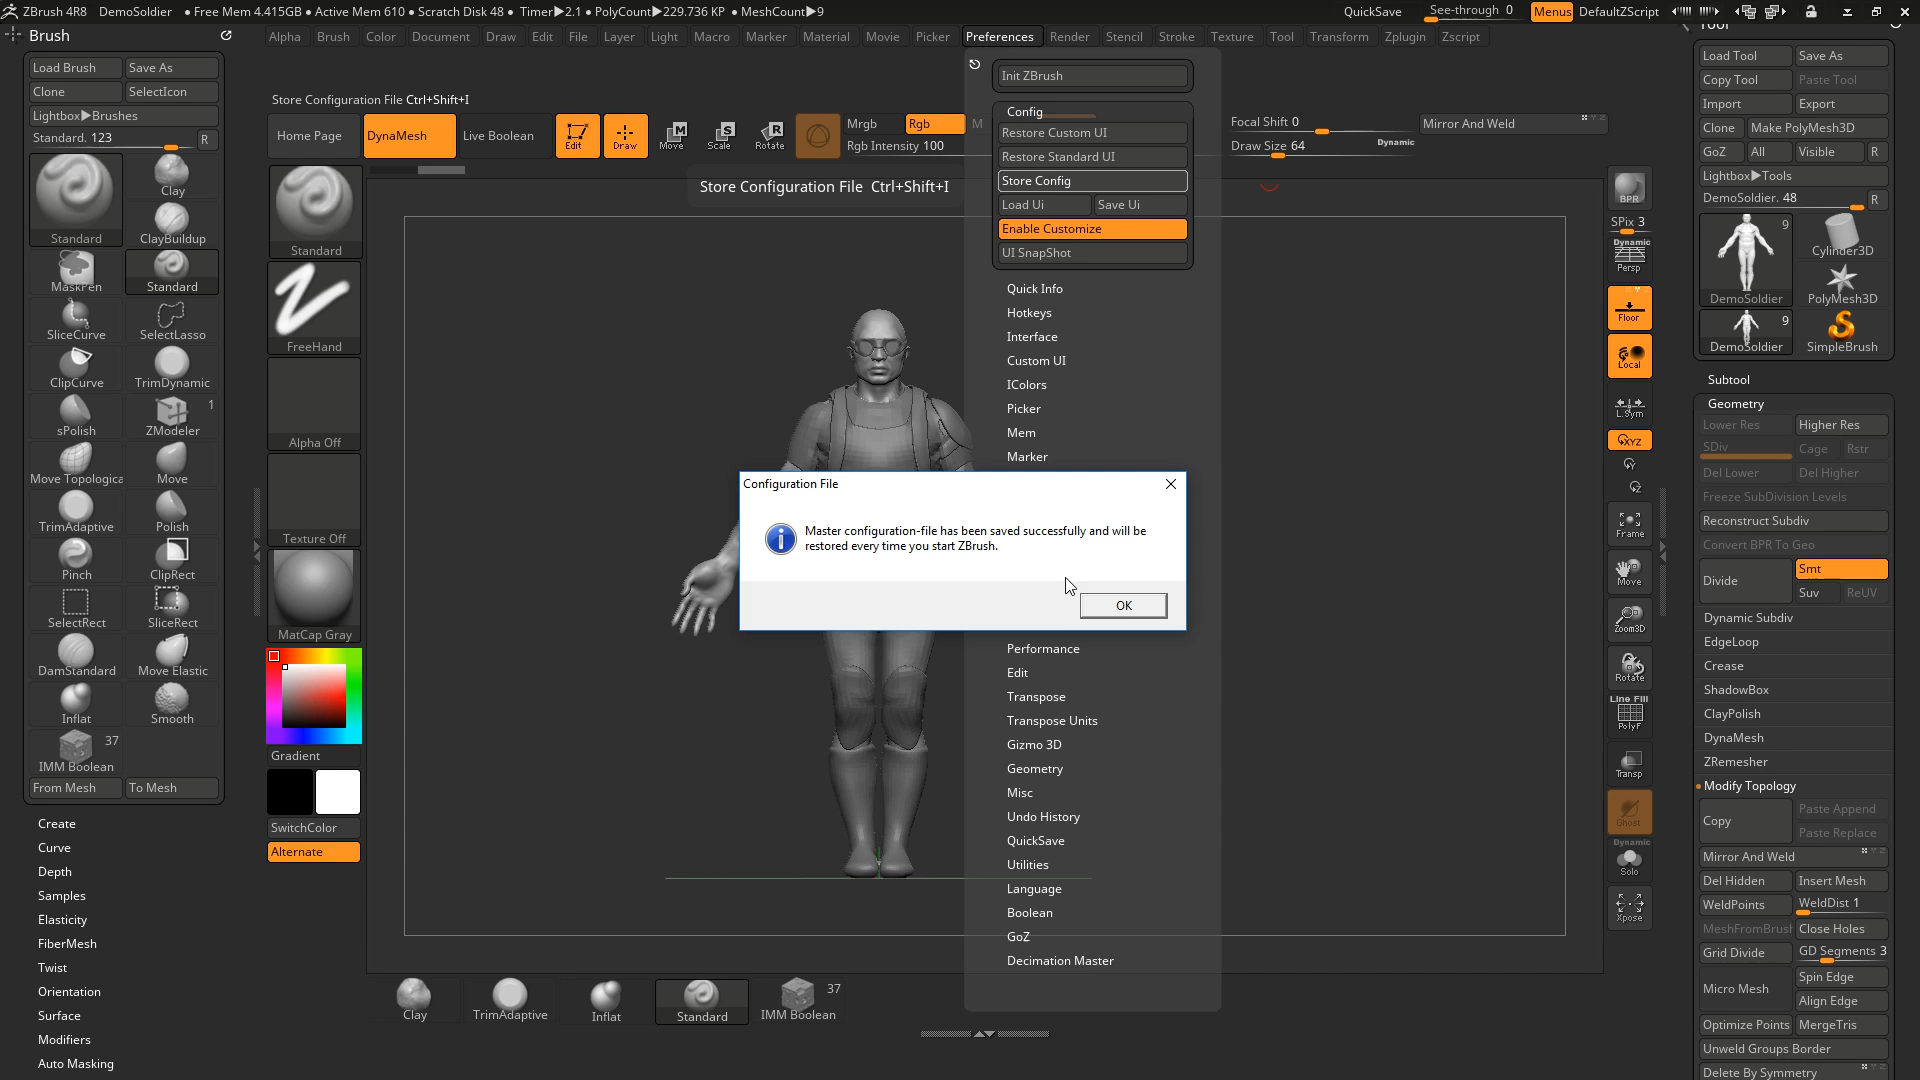 ZBrush 4R8 DemoSoldier • Free Mem 4.415GB • Active Mem 610 • Scratch Disk 48 • Timer▶2.1 • PolyCount▶229.736 KP • MeshCount▶9 QuickSave See-through 0 Menus DefaultZScript
Brush
Alpha Brush Color Document Draw Edit File Layer Light Macro Marker Material Movie Picker Preferences Render Stencil Stroke Texture Tool Transform Zplugin Zscript
Load Brush Save As
Clone SelectIcon
Lightbox▶Brushes
Standard. 123 R
Standard
Clay
ClayBuildup
MaskPen Standard
SliceCurve SelectLasso
ClipCurve TrimDynamic
sPolish ZModeler 1
Move Topologica Move
TrimAdaptive Polish
Pinch ClipRect
SelectRect SliceRect
DamStandard Move Elastic
Inflat Smooth
IMM Boolean 37
From Mesh To Mesh
Create
Curve
Depth
Samples
Elasticity
FiberMesh
Twist
Orientation
Surface
Modifiers
Auto Masking
Store Configuration File Ctrl+Shift+I
Home Page DynaMesh Live Boolean Edit Draw Move Scale Rotate
Mrgb Rgb M
Rgb Intensity 100
Focal Shift 0
Draw Size 64 Dynamic
Mirror And Weld
Standard
FreeHand
Alpha Off
Texture Off
MatCap Gray
Gradient
SwitchColor
Alternate
Store Configuration File Ctrl+Shift+I
Init ZBrush
Config
Restore Custom UI
Restore Standard UI
Store Config
Load Ui Save Ui
Enable Customize
UI SnapShot
Quick Info
Hotkeys
Interface
Custom UI
IColors
Picker
Mem
Marker
Configuration File
Master configuration-file has been saved successfully and will be
restored every time you start ZBrush.
OK
Performance
Edit
Transpose
Transpose Units
Gizmo 3D
Geometry
Misc
Undo History
QuickSave
Utilities
Language
Boolean
GoZ
Decimation Master
Clay TrimAdaptive Inflat Standard IMM Boolean 37
BPR
SPix 3
Dynamic
Persp
Floor
Local
L.Sym
XYZ
Y
Z
Frame
Move
Zoom3D
Rotate
Line Fill
PolyF
Transp
Ghost
Dynamic
Solo
Xpose
Tool
Load Tool Save As
Copy Tool Paste Tool
Import Export
Clone Make PolyMesh3D
GoZ All Visible R
Lightbox▶Tools
DemoSoldier. 48 R
9
DemoSoldier
Cylinder3D
PolyMesh3D
9
DemoSoldier SimpleBrush
Subtool
Geometry
Lower Res Higher Res
SDiv Cage Rstr
Del Lower Del Higher
Freeze SubDivision Levels
Reconstruct Subdiv
Convert BPR To Geo
Divide Smt
Suv ReUV
Dynamic Subdiv
EdgeLoop
Crease
ShadowBox
ClayPolish
DynaMesh
ZRemesher
Modify Topology
Copy Paste Append
Paste Replace
Mirror And Weld
Del Hidden Insert Mesh
WeldPoints WeldDist 1
MeshFromBrush Close Holes
Grid Divide GD Segments 3
Micro Mesh Spin Edge
Align Edge
Optimize Points MergeTris
Unweld Groups Border
Delete By Symmetry